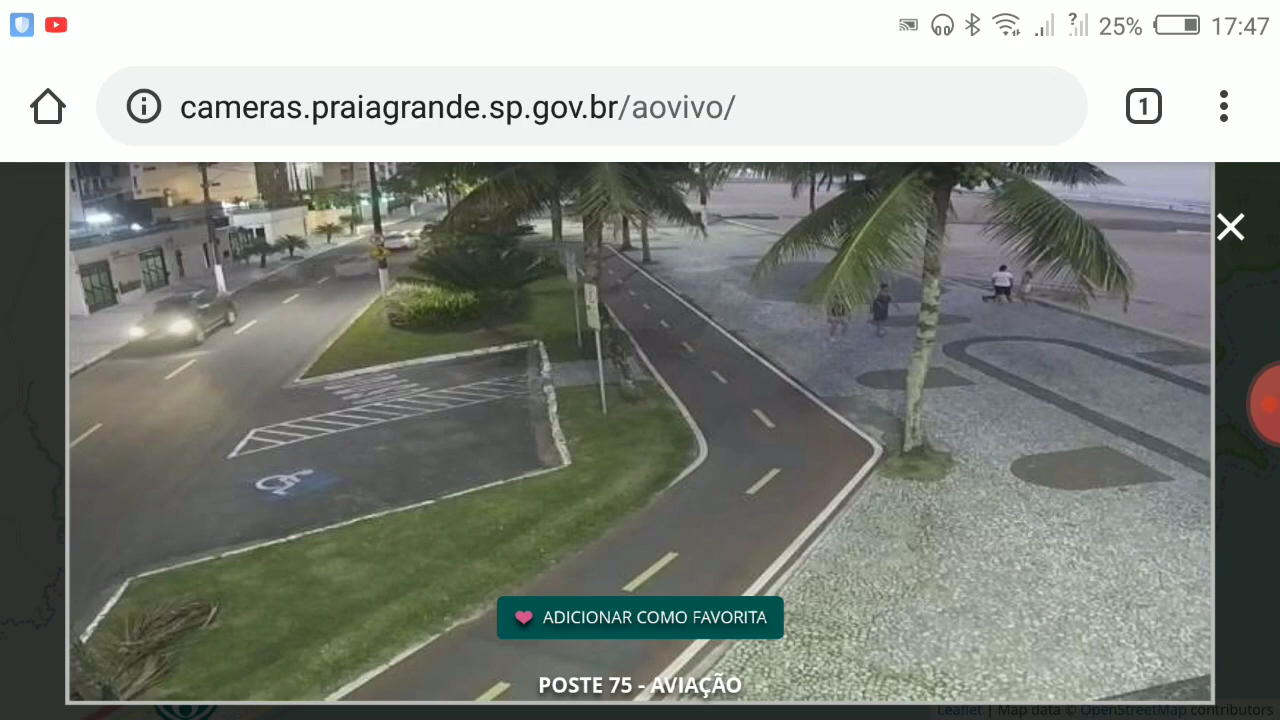 25% 17:47
cameras.praiagrande.sp.gov.br/aovivo/
1
ADICIONAR COMO FAVORITA
POSTE 75 - AVIAÇÃO
Leaflet | Map data © OpenStreetMap contributors